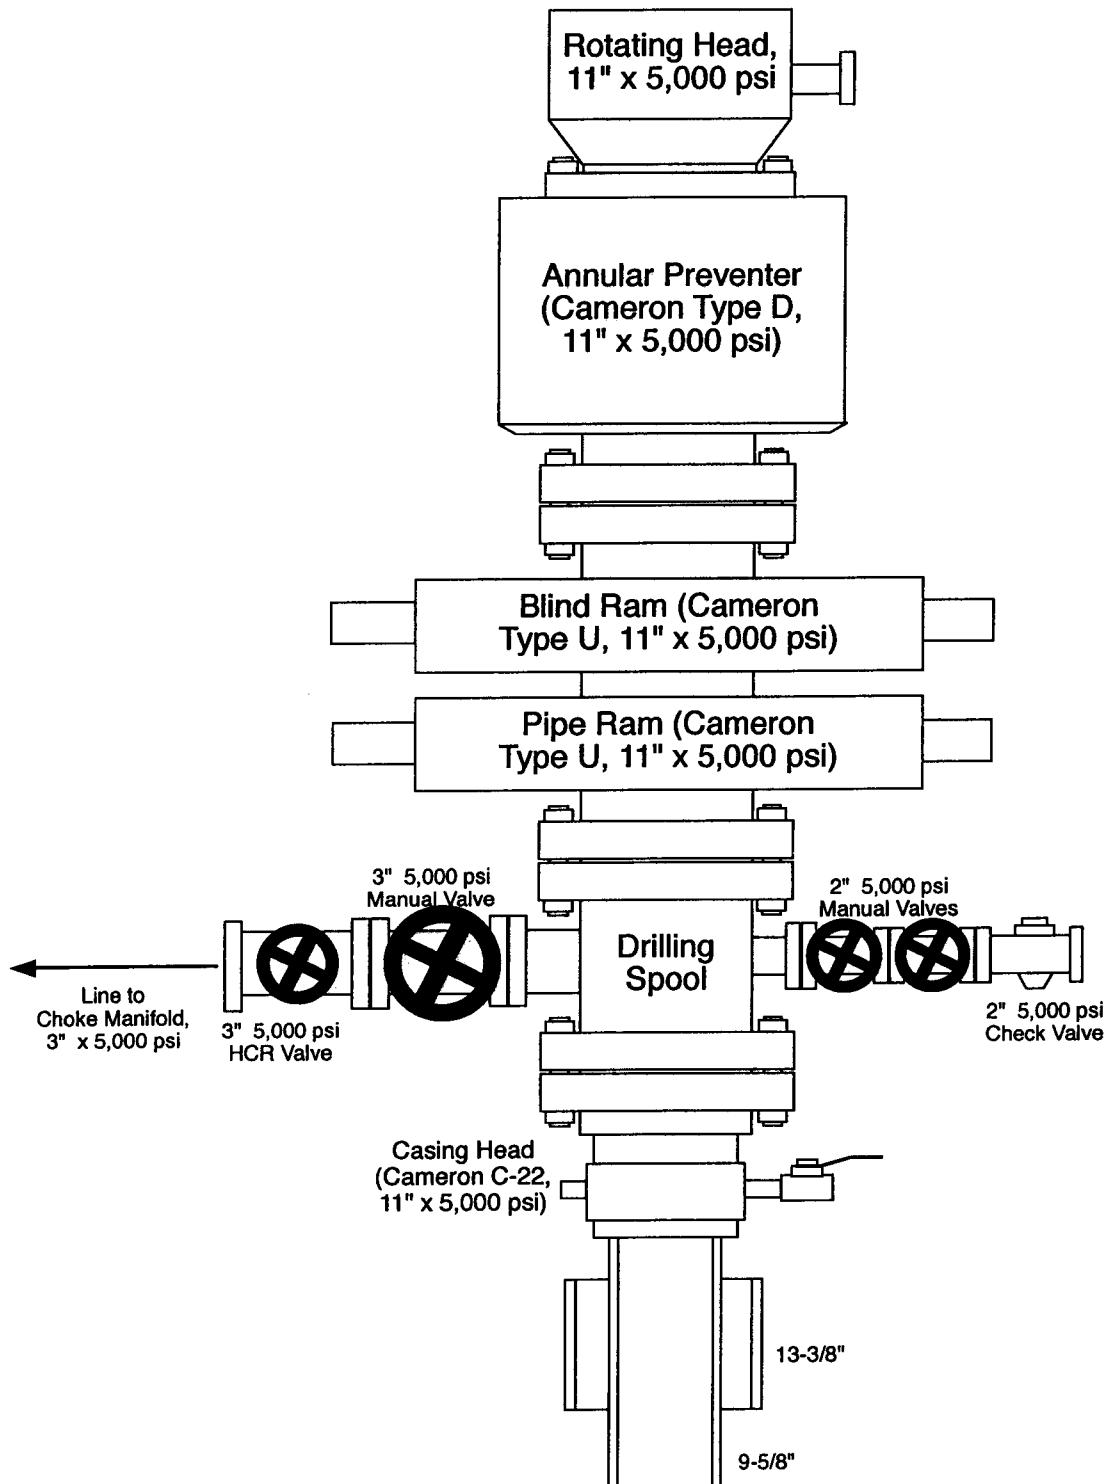 Rotating Head,
11" x 5,000 psi
Annular Preventer
(Cameron Type D,
11" x 5,000 psi)
Blind Ram (Cameron
Type U, 11" x 5,000 psi)
Pipe Ram (Cameron
Type U, 11" x 5,000 psi)
3" 5,000 psi
Manual Valve
2" 5,000 psi
Manual Valves
Drilling
Spool
Line to
Choke Manifold,
3" x 5,000 psi
3" 5,000 psi
HCR Valve
2" 5,000 psi
Check Valve
Casing Head
(Cameron C-22,
11" x 5,000 psi)
13-3/8"
9-5/8"